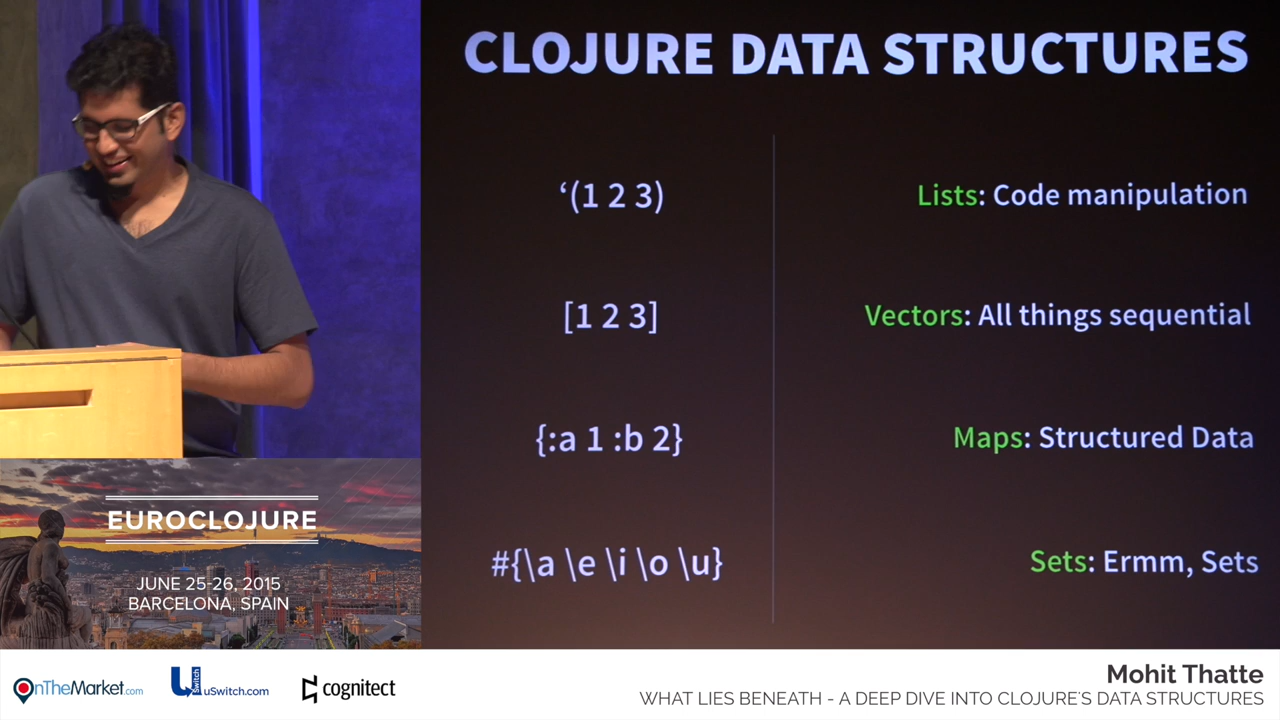 CLOJURE DATA STRUCTURES
‘(1 2 3)
Lists: Code manipulation
[1 2 3]
Vectors: All things sequential
{:a 1 :b 2}
Maps: Structured Data
#{\a \e \i \o \u}
Sets: Ermm, Sets
EUROCLOJURE
JUNE 25-26, 2015
BARCELONA, SPAIN
OnTheMarket.com
uSwitch
uSwitch.com
cognitect
Mohit Thatte
WHAT LIES BENEATH - A DEEP DIVE INTO CLOJURE'S DATA STRUCTURES